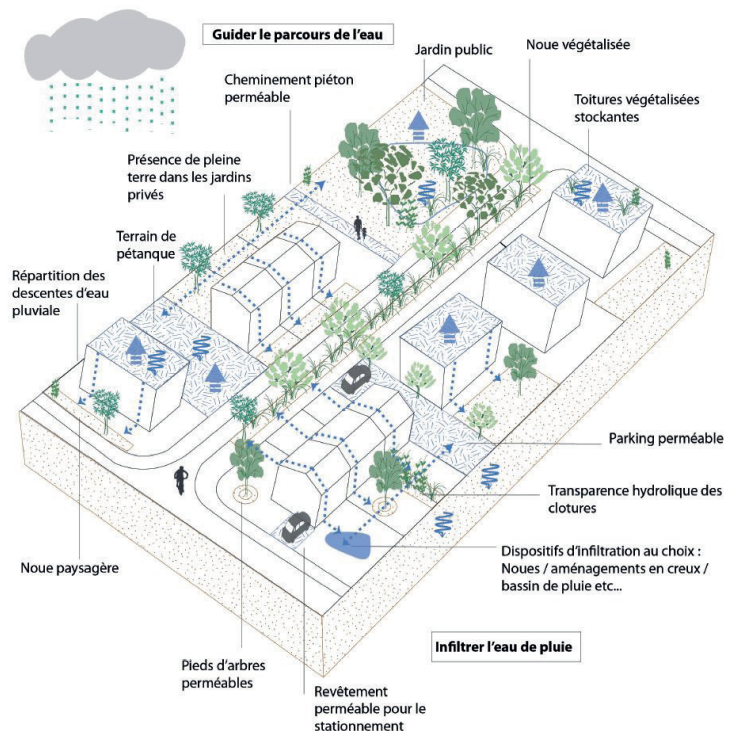 Guider le parcours de l'eau
Jardin public
Noue végétalisée
Cheminement piéton
perméable
Toitures végétalisées
stockantes
Présence de pleine
terre dans les jardins
privés
Terrain de
pétanque
Répartition des
descentes d'eau
pluviale
Parking perméable
Transparence hydrolique des
clotures
Dispositifs d'infiltration au choix :
Noues / aménagements en creux /
bassin de pluie etc...
Noue paysagère
Infiltrer l'eau de pluie
Pieds d'arbres
perméables
Revêtement
perméable pour le
stationnement